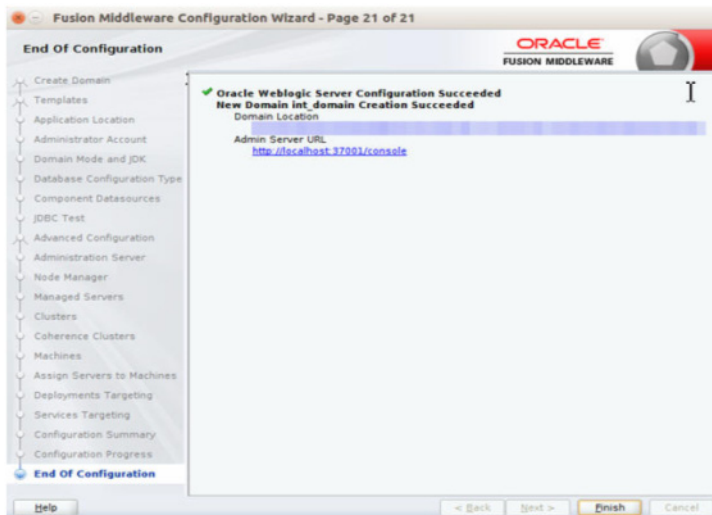 Fusion Middleware Configuration Wizard - Page 21 of 21
End Of Configuration
ORACLE
FUSION MIDDLEWARE
Create Domain
Templates
Application Location
Administrator Account
Domain Mode and JDK
Database Configuration Type
Component Datasources
JDBC Test
Advanced Configuration
Administration Server
Node Manager
Managed Servers
Clusters
Coherence Clusters
Machines
Assign Servers to Machines
Deployments Targeting
Services Targeting
Configuration Summary
Configuration Progress
End Of Configuration
Oracle Weblogic Server Configuration Succeeded
New Domain int_domain Creation Succeeded
Domain Location
Admin Server URL
http://localhost:37001/console
Help
< Back
Next >
Finish
Cancel